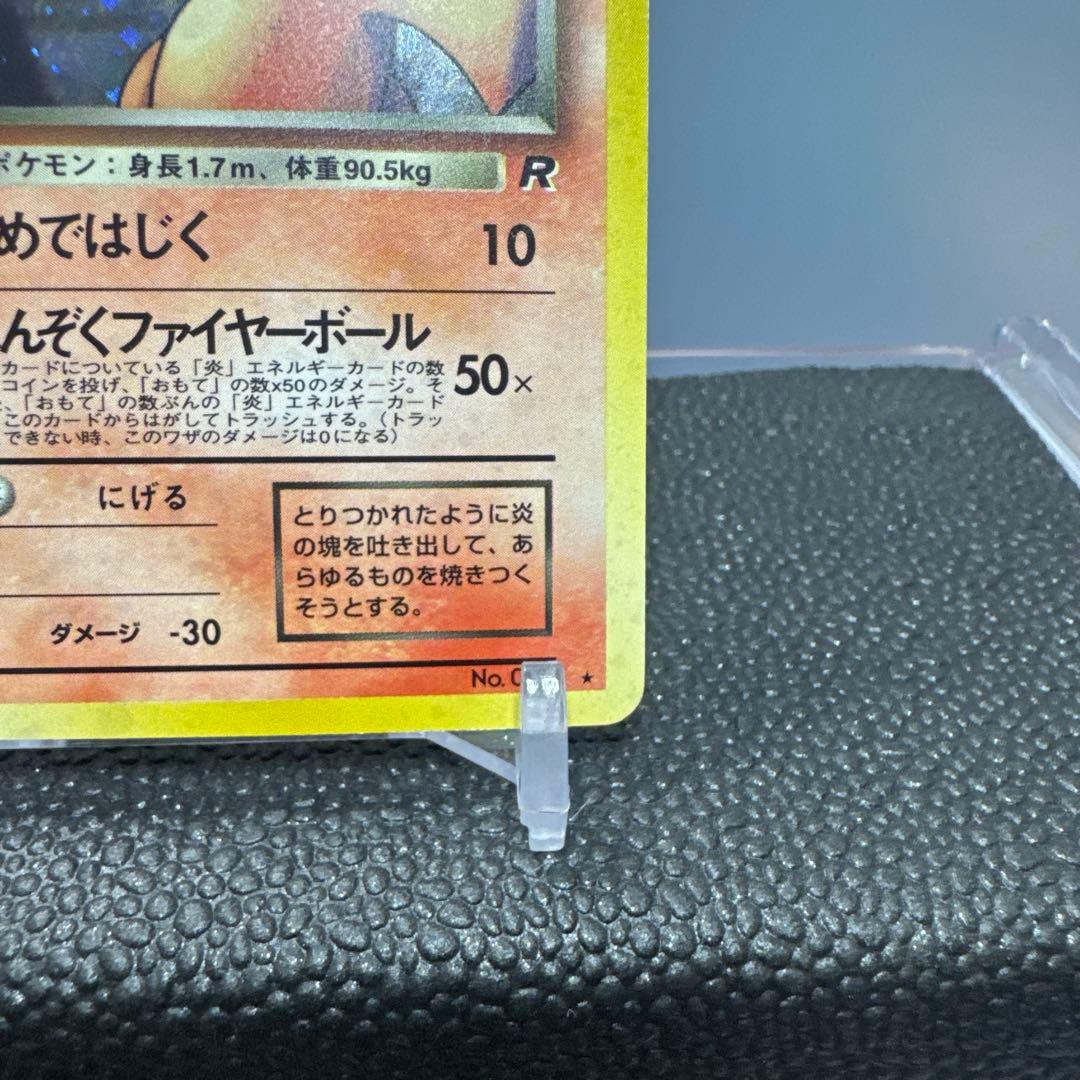 ポケモン：身長1.7m、体重90.5kg
R
めではじく 10
んぞくファイヤーボール
カードについている「炎」エネルギーカードの数
コインを投げ、「おもて」の数x50のダメージ。そ
、「おもて」の数ぶんの「炎」エネルギーカード
このカードからはがしてトラッシュする。（トラッ
できない時、このワザのダメージは0になる）
50×
にげる
ダメージ -30
とりつかれたように炎
の塊を吐き出して、あ
らゆるものを焼きつく
そうとする。
No. ★